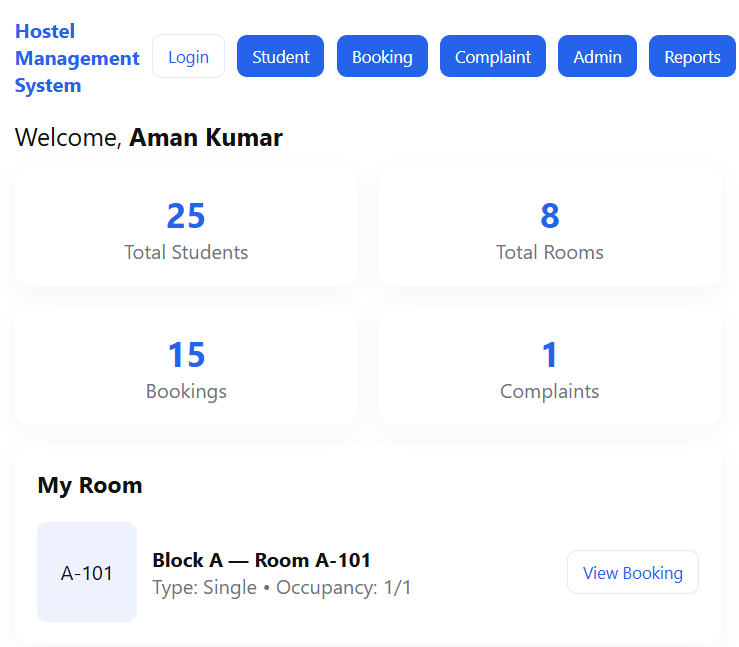 Hostel
Management
System
Login
Student
Booking
Complaint
Admin
Reports
Welcome, Aman Kumar
25
Total Students
8
Total Rooms
15
Bookings
1
Complaints
My Room
A-101
Block A — Room A-101
Type: Single • Occupancy: 1/1
View Booking